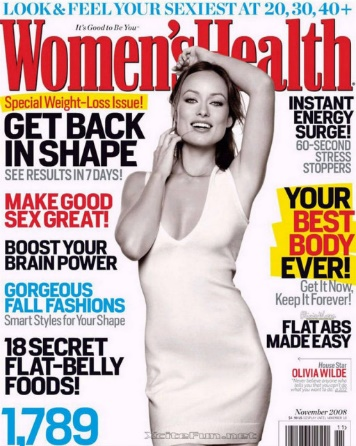 LOOK & FEEL YOUR SEXIEST AT 20, 30, 40+
It's Good to Be You
Women's Health
Special Weight-Loss Issue!
GET BACK
IN SHAPE
SEE RESULTS IN 7 DAYS!
MAKE GOOD
SEX GREAT!
BOOST YOUR
BRAIN POWER
GORGEOUS
FALL FASHIONS
Smart Styles for Your Shape
18 SECRET
FLAT-BELLY
FOODS!
1,789
INSTANT
ENERGY
SURGE!
60-SECOND
STRESS
STOPPERS
YOUR
BEST
BODY
EVER!
Get It Now,
Keep It Forever!
FLAT ABS
MADE EASY
House Star
OLIVIA WILDE
November 2008
XciteFun.net